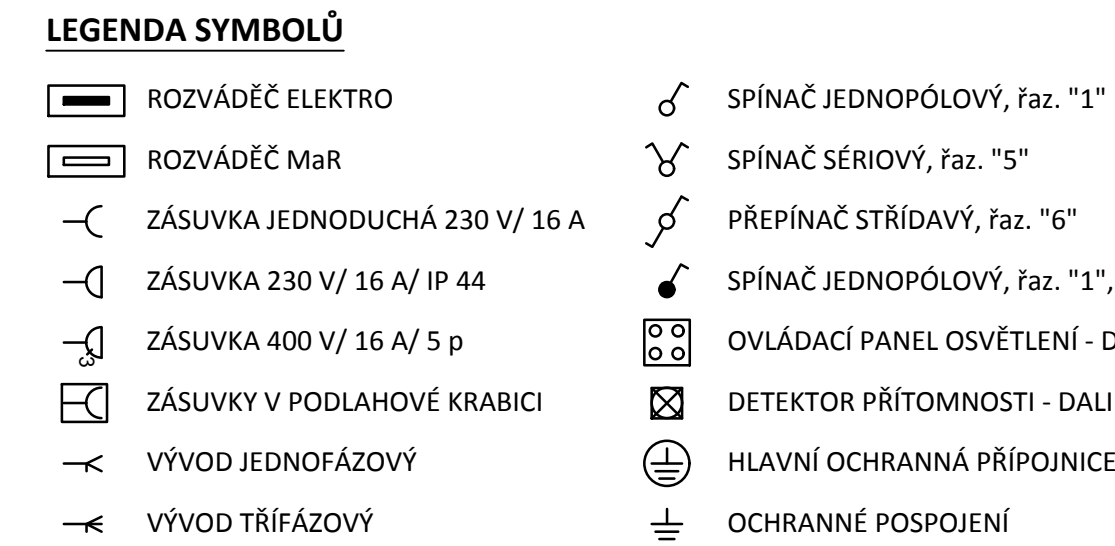 LEGENDA SYMBOLŮ
ROZVÁDĚČ ELEKTRO
ROZVÁDĚČ MaR
ZÁSUVKA JEDNODUCHÁ 230 V/ 16 A
ZÁSUVKA 230 V/ 16 A/ IP 44
ZÁSUVKA 400 V/ 16 A/ 5 p
ZÁSUVKY V PODLAHOVÉ KRABICI
VÝVOD JEDNOFÁZOVÝ
VÝVOD TŘÍFÁZOVÝ
SPÍNAČ JEDNOPÓLOVÝ, řaz. "1"
SPÍNAČ SÉRIOVÝ, řaz. "5"
PŘEPÍNAČ STŘÍDAVÝ, řaz. "6"
SPÍNAČ JEDNOPÓLOVÝ, řaz. "1",
OVLÁDACÍ PANEL OSVĚTLENÍ -
DETEKTOR PŘÍTOMNOSTI - DALI
HLAVNÍ OCHRANNÁ PŘÍPOJNICE
OCHRANNÉ POSPOJENÍ